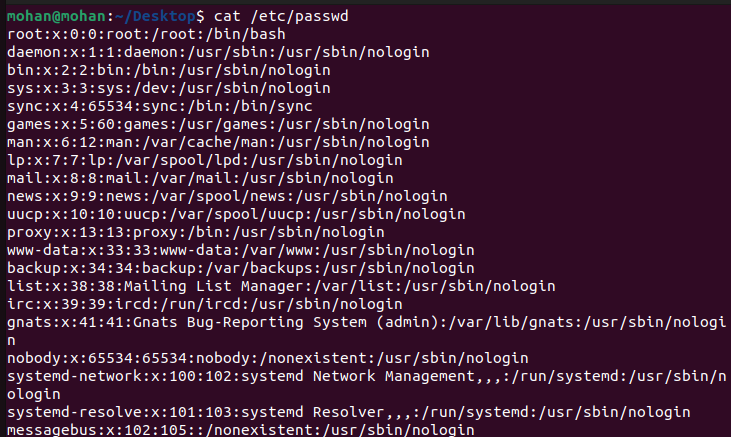 mohan@mohan:~/Desktop$ cat /etc/passwd
root:x:0:0:root:/root:/bin/bash
daemon:x:1:1:daemon:/usr/sbin:/usr/sbin/nologin
bin:x:2:2:bin:/bin:/usr/sbin/nologin
sys:x:3:3:sys:/dev:/usr/sbin/nologin
sync:x:4:65534:sync:/bin:/bin/sync
games:x:5:60:games:/usr/games:/usr/sbin/nologin
man:x:6:12:man:/var/cache/man:/usr/sbin/nologin
lp:x:7:7:lp:/var/spool/lpd:/usr/sbin/nologin
mail:x:8:8:mail:/var/mail:/usr/sbin/nologin
news:x:9:9:news:/var/spool/news:/usr/sbin/nologin
uucp:x:10:10:uucp:/var/spool/uucp:/usr/sbin/nologin
proxy:x:13:13:proxy:/bin:/usr/sbin/nologin
www-data:x:33:33:www-data:/var/www:/usr/sbin/nologin
backup:x:34:34:backup:/var/backups:/usr/sbin/nologin
list:x:38:38:Mailing List Manager:/var/list:/usr/sbin/nologin
irc:x:39:39:ircd:/run/ircd:/usr/sbin/nologin
gnats:x:41:41:Gnats Bug-Reporting System (admin):/var/lib/gnats:/usr/sbin/nologi
n
nobody:x:65534:65534:nobody:/nonexistent:/usr/sbin/nologin
systemd-network:x:100:102:systemd Network Management,,,:/run/systemd:/usr/sbin/n
ologin
systemd-resolve:x:101:103:systemd Resolver,,,:/run/systemd:/usr/sbin/nologin
messagebus:x:102:105::/nonexistent:/usr/sbin/nologin